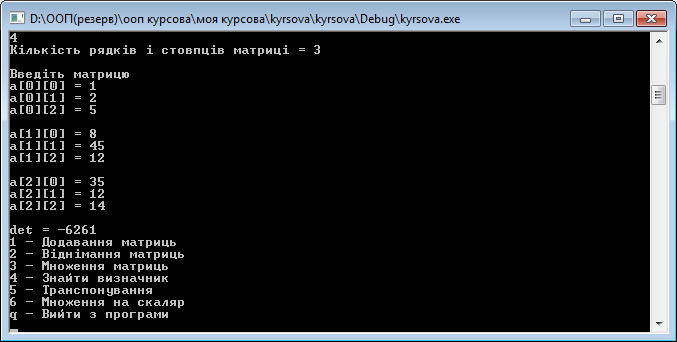 D:\ООП(резерв)\ооп курсова\моя курсова\kyrsova\kyrsova\Debug\kyrsova.exe
4
Кількість рядків і стовпців матриці = 3
Введіть матрицю
a[0][0] = 1
a[0][1] = 2
a[0][2] = 5
a[1][0] = 8
a[1][1] = 45
a[1][2] = 12
a[2][0] = 35
a[2][1] = 12
a[2][2] = 14
det = -6261
1 - Додавання матриць
2 - Віднімання матриць
3 - Множення матриць
4 - Знайти визначник
5 - Транспонування
6 - Множення на скаляр
q - Вийти з програми